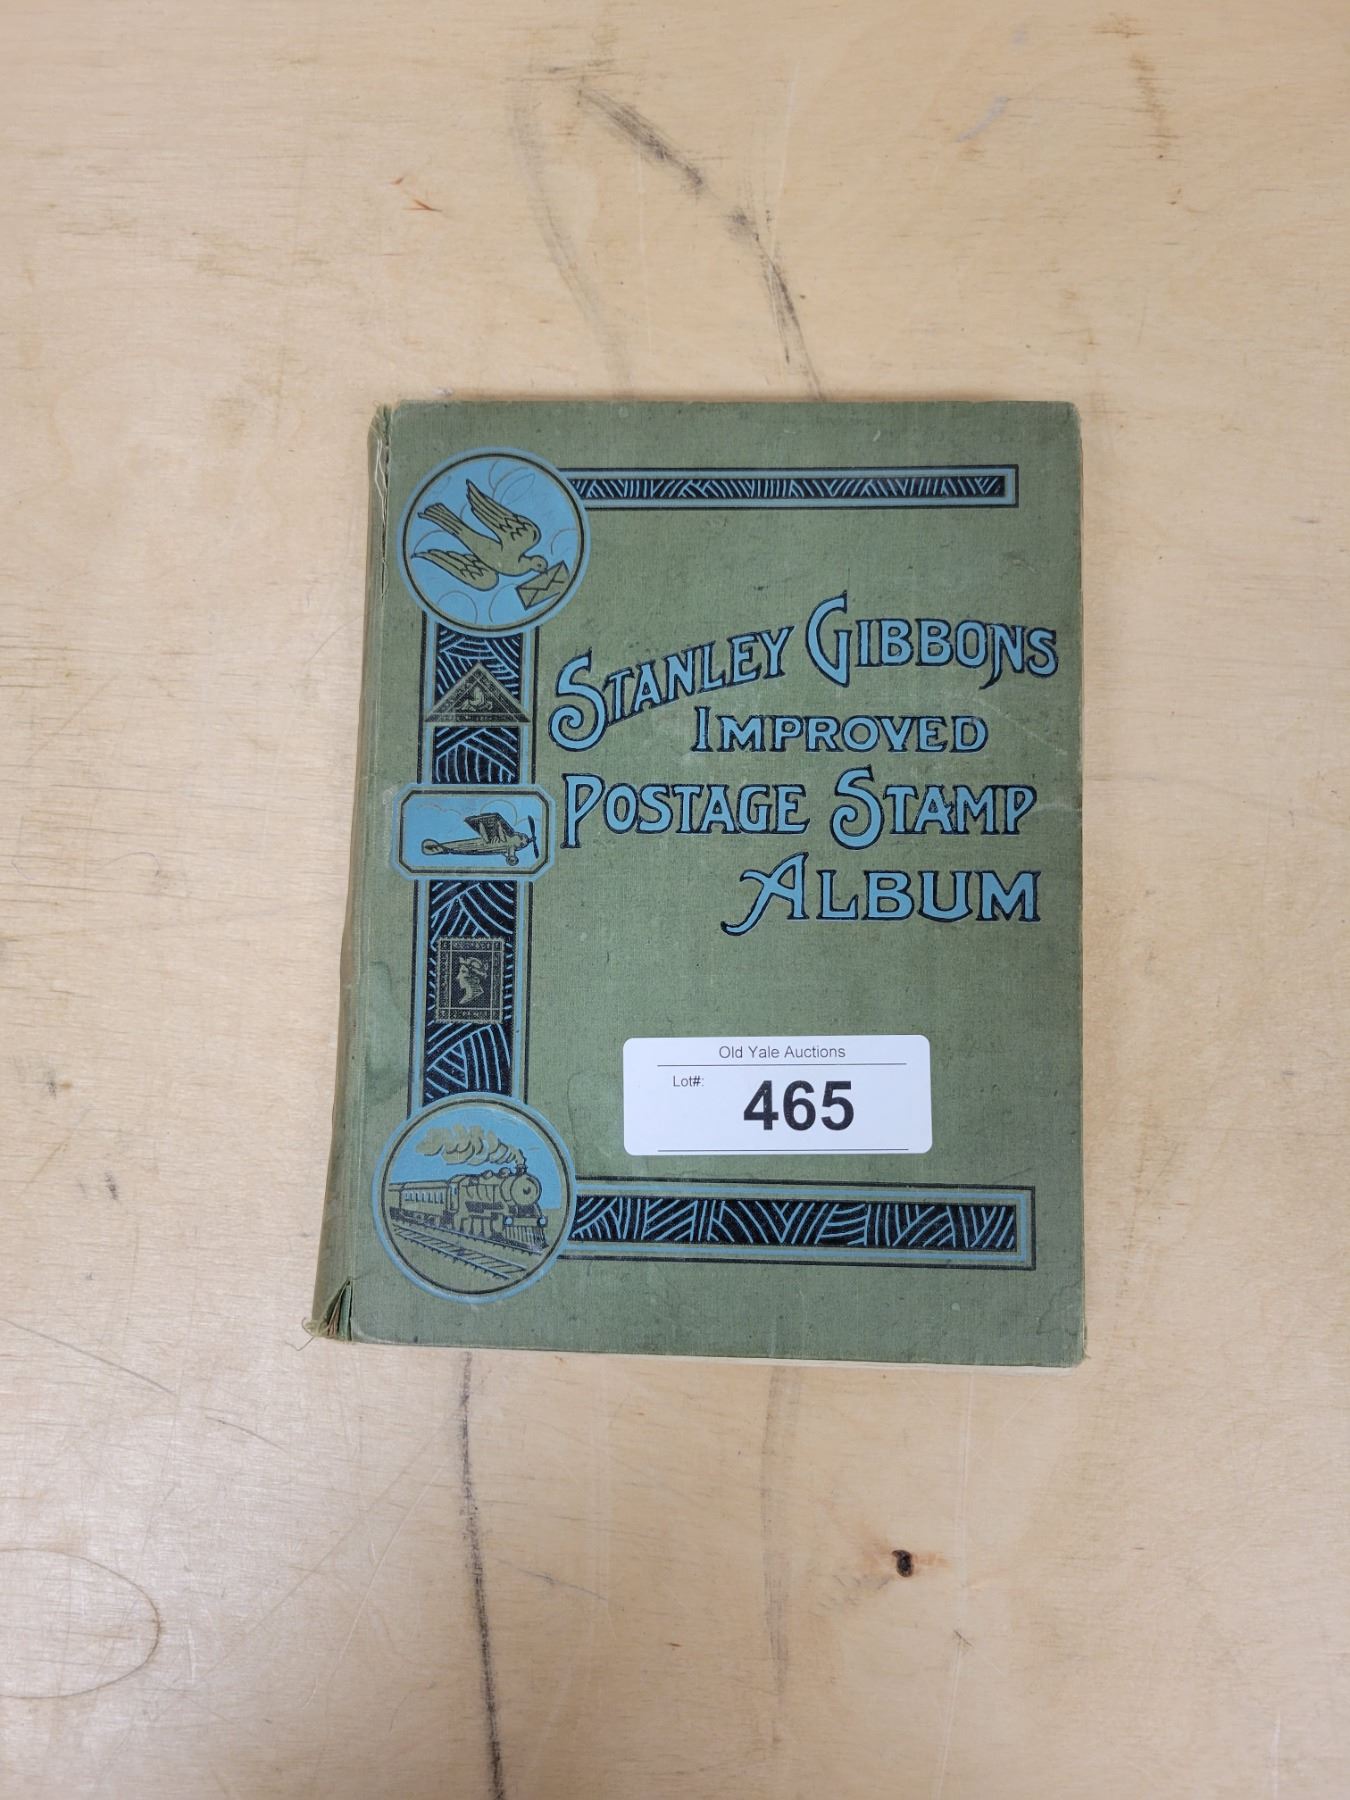 STANLEY GIBBONS
IMPROVED
POSTAGE STAMP
ALBUM
Old Yale Auctions
Lot#:
465